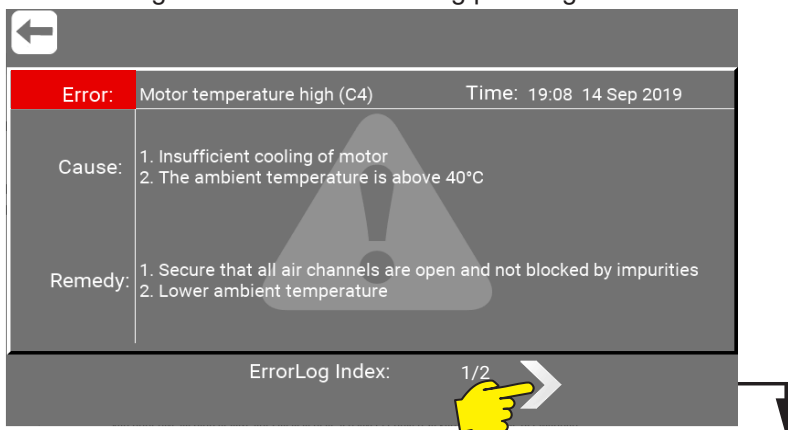 Error: Motor temperature high (C4) Time: 19:08 14 Sep 2019
Cause: 1. Insufficient cooling of motor
2. The ambient temperature is above 40°C
Remedy: 1. Secure that all air channels are open and not blocked by impurities
2. Lower ambient temperature
ErrorLog Index: 1/2